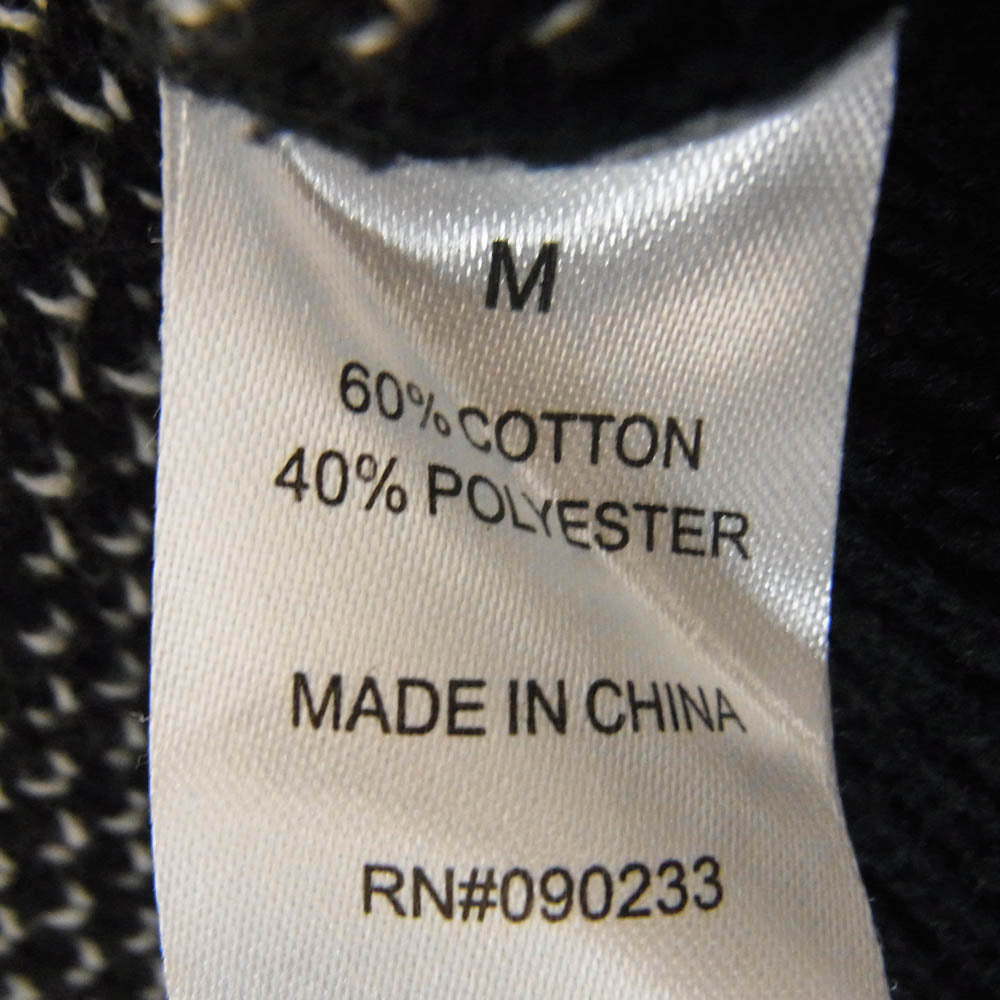 M
60% COTTON
40% POLYESTER
MADE IN CHINA
RN#090233